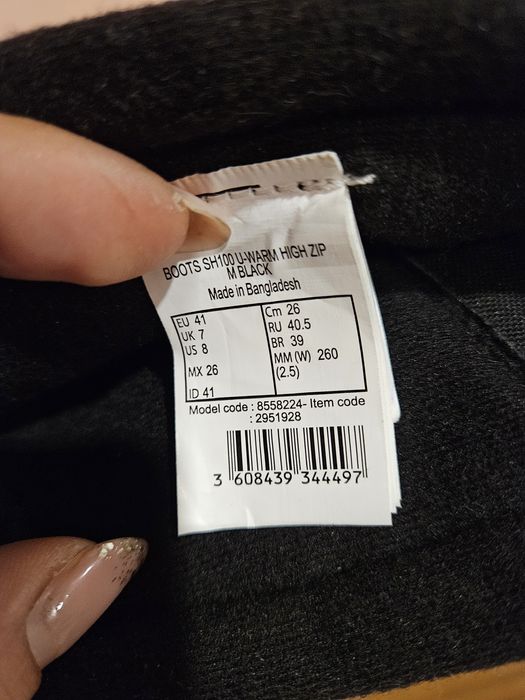 BOOTS SH100 U-WARM HIGH ZIP
M BLACK
Made in Bangladesh
EU 41
UK 7
US 8
MX 26
ID 41
Cm 26
RU 40.5
BR 39
MM (W) 260
(2.5)
Model code : 8558224- Item code
: 2951928
3 608439 344497